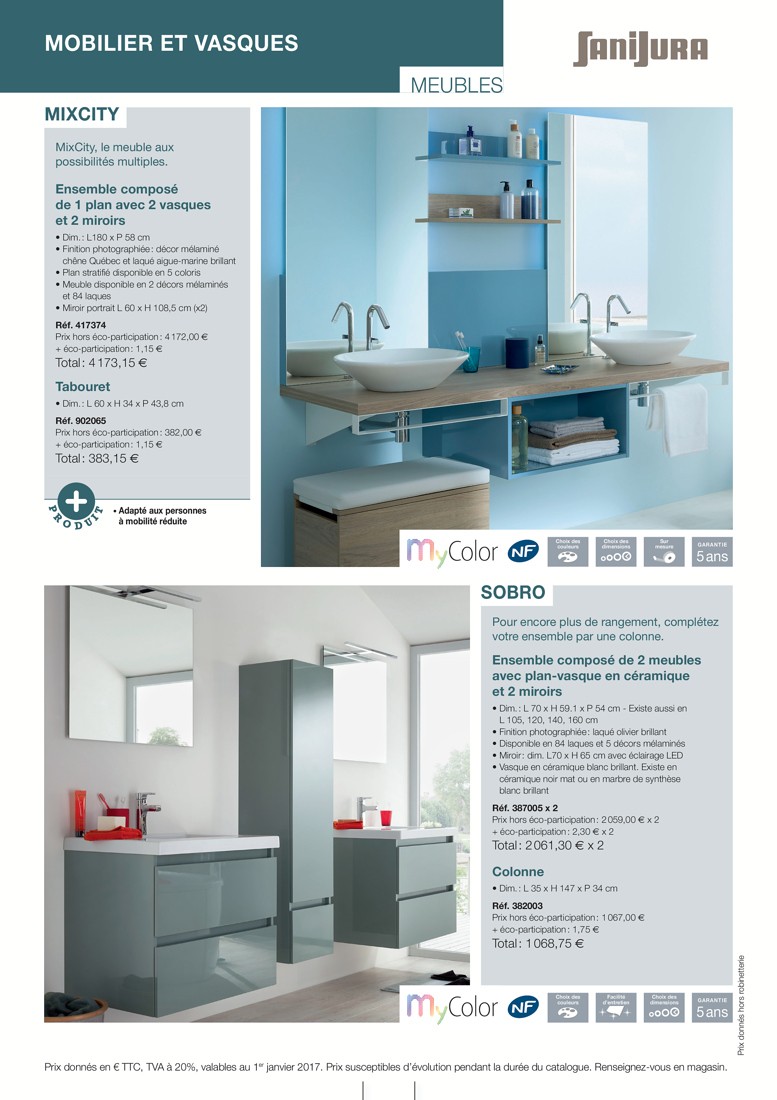 MOBILIER ET VASQUES
SANIJURA
MEUBLES
MIXCITY
MixCity, le meuble aux
possibilités multiples.
Ensemble composé
de 1 plan avec 2 vasques
et 2 miroirs
• Dim. : L180 x P 58 cm
• Finition photographiée : décor mélaminé
chêne Québec et laqué aigue-marine brillant
• Plan stratifié disponible en 5 coloris
• Meuble disponible en 2 décors mélaminés
et 84 laques
• Miroir portrait L 60 x H 108,5 cm (x2)
Réf. 417374
Prix hors éco-participation : 4 172,00 €
+ éco-participation : 1,15 €
Total : 4 173,15 €
Tabouret
• Dim. : L 60 x H 34 x P 43,8 cm
Réf. 902065
Prix hors éco-participation : 382,00 €
+ éco-participation : 1,15 €
Total : 383,15 €
+
PRODUIT
• Adapté aux personnes
à mobilité réduite
MyColor
NF
Choix des
couleurs
Choix des
dimensions
Sur
mesure
GARANTIE
5 ans
SOBRO
Pour encore plus de rangement, complétez
votre ensemble par une colonne.
Ensemble composé de 2 meubles
avec plan-vasque en céramique
et 2 miroirs
• Dim. : L 70 x H 59.1 x P 54 cm - Existe aussi en
L 105, 120, 140, 160 cm
• Finition photographiée : laqué olivier brillant
• Disponible en 84 laques et 5 décors mélaminés
• Miroir : dim. L70 x H 65 cm avec éclairage LED
• Vasque en céramique blanc brillant. Existe en
céramique noir mat ou en marbre de synthèse
blanc brillant
Réf. 387005 x 2
Prix hors éco-participation : 2 059,00 € x 2
+ éco-participation : 2,30 € x 2
Total : 2 061,30 € x 2
Colonne
• Dim. : L 35 x H 147 x P 34 cm
Réf. 382003
Prix hors éco-participation : 1 067,00 €
+ éco-participation : 1,75 €
Total : 1 068,75 €
MyColor
NF
Choix des
couleurs
Facilité
d'entretien
Choix des
dimensions
GARANTIE
5 ans
Prix donnés hors robinetterie
Prix donnés en € TTC, TVA à 20%, valables au 1er janvier 2017. Prix susceptibles d'évolution pendant la durée du catalogue. Renseignez-vous en magasin.